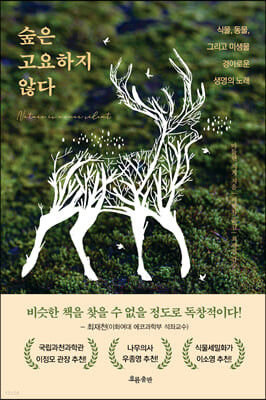 숲은
고요하지
않다
식물, 동물,
그리고 미생물
경이로운
생명의 노래
Nature is never silent
비슷한 책을 찾을 수 없을 정도로 독창적이다!
– 최재천(이화여대 에코과학부 석좌교수)
국립과천과학관
이정모 관장 추천!
나무의사
우종영 추천!
식물세밀화가
이소영 추천!
흐름출판